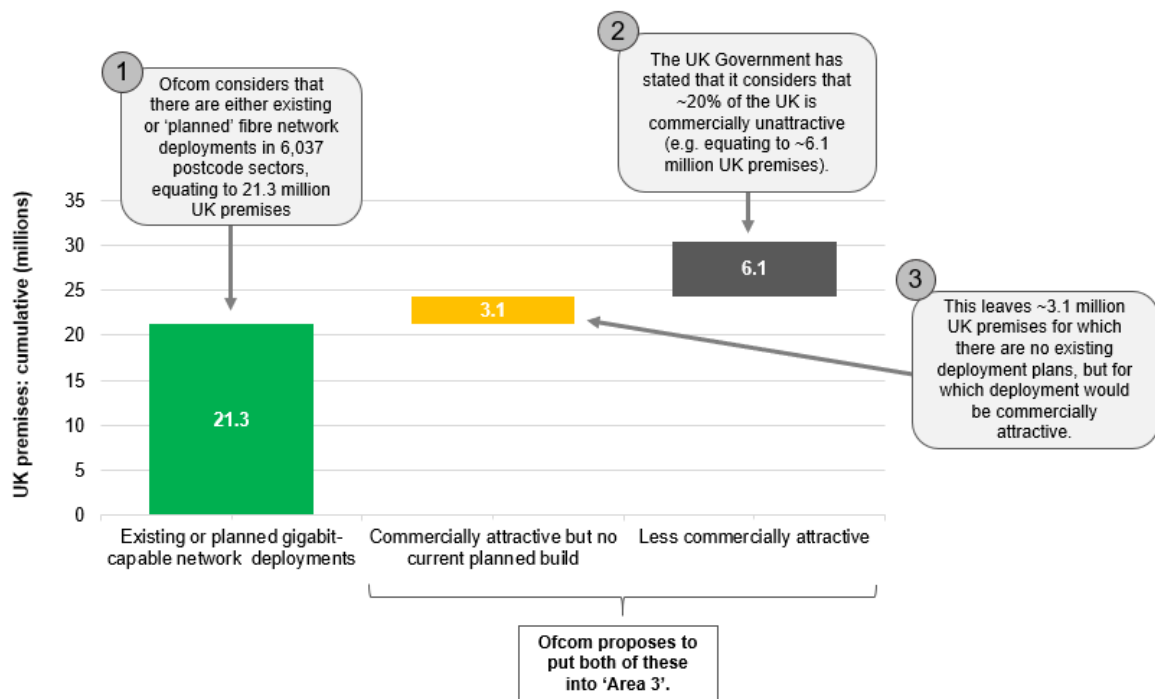 1
Ofcom considers that
there are either existing
or ‘planned’ fibre network
deployments in 6,037
postcode sectors,
equating to 21.3 million
UK premises
2
The UK Government has
stated that it considers that
~20% of the UK is
commercially unattractive
(e.g. equating to ~6.1
million UK premises).
3
This leaves ~3.1 million
UK premises for which
there are no existing
deployment plans, but for
which deployment would
be commercially
attractive.
UK premises: cumulative (millions)
35
30
25
20
15
10
5
0
21.3
3.1
6.1
Existing or planned gigabit-
capable network deployments
Commercially attractive but no
current planned build
Less commercially attractive
Ofcom proposes to
put both of these
into ‘Area 3’.